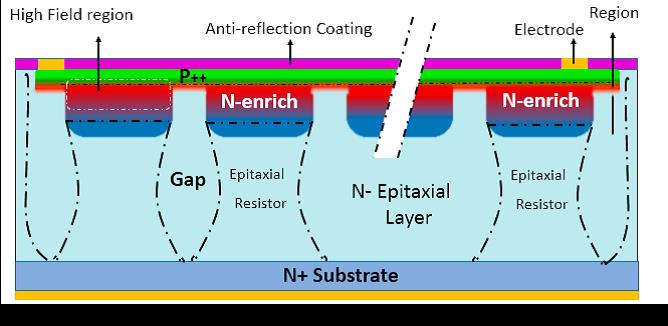 High Field region
Anti-reflection Coating
Electrode
Region
P++
N-enrich
N-enrich
Gap
Epitaxial
Resistor
N- Epitaxial
Layer
Epitaxial
Resistor
N+ Substrate